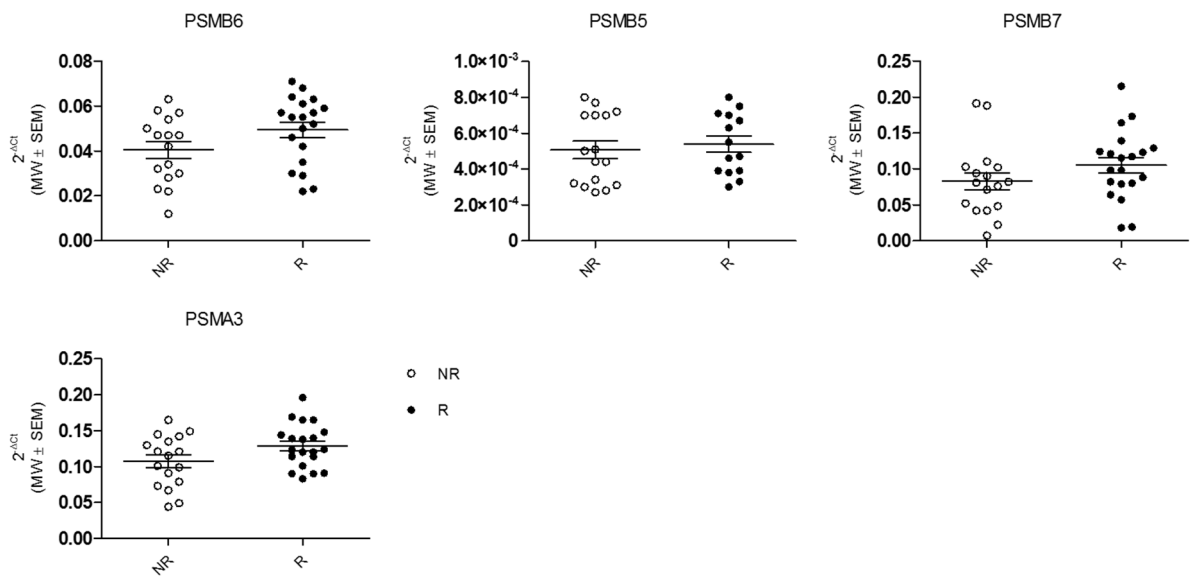 PSMB6
2-ΔCt
(MW ± SEM)
0.08
0.06
0.04
0.02
0.00
NR
R
PSMB5
2-ΔCt
(MW ± SEM)
1.0×10-3
8.0×10-4
6.0×10-4
4.0×10-4
2.0×10-4
0
NR
R
PSMB7
2-ΔCt
(MW ± SEM)
0.25
0.20
0.15
0.10
0.05
0.00
NR
R
PSMA3
2-ΔCt
(MW ± SEM)
0.25
0.20
0.15
0.10
0.05
0.00
NR
R
NR
R